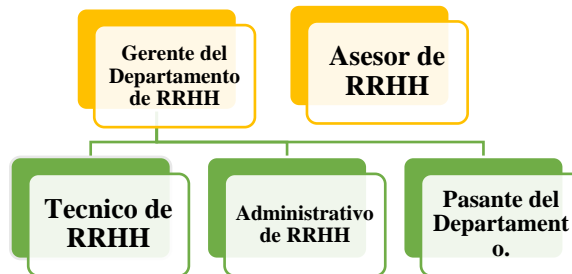 Gerente del
Departamento
de RRHH
Asesor de
RRHH
Tecnico de
RRHH
Administrativo
de RRHH
Pasante del
Departament
o.